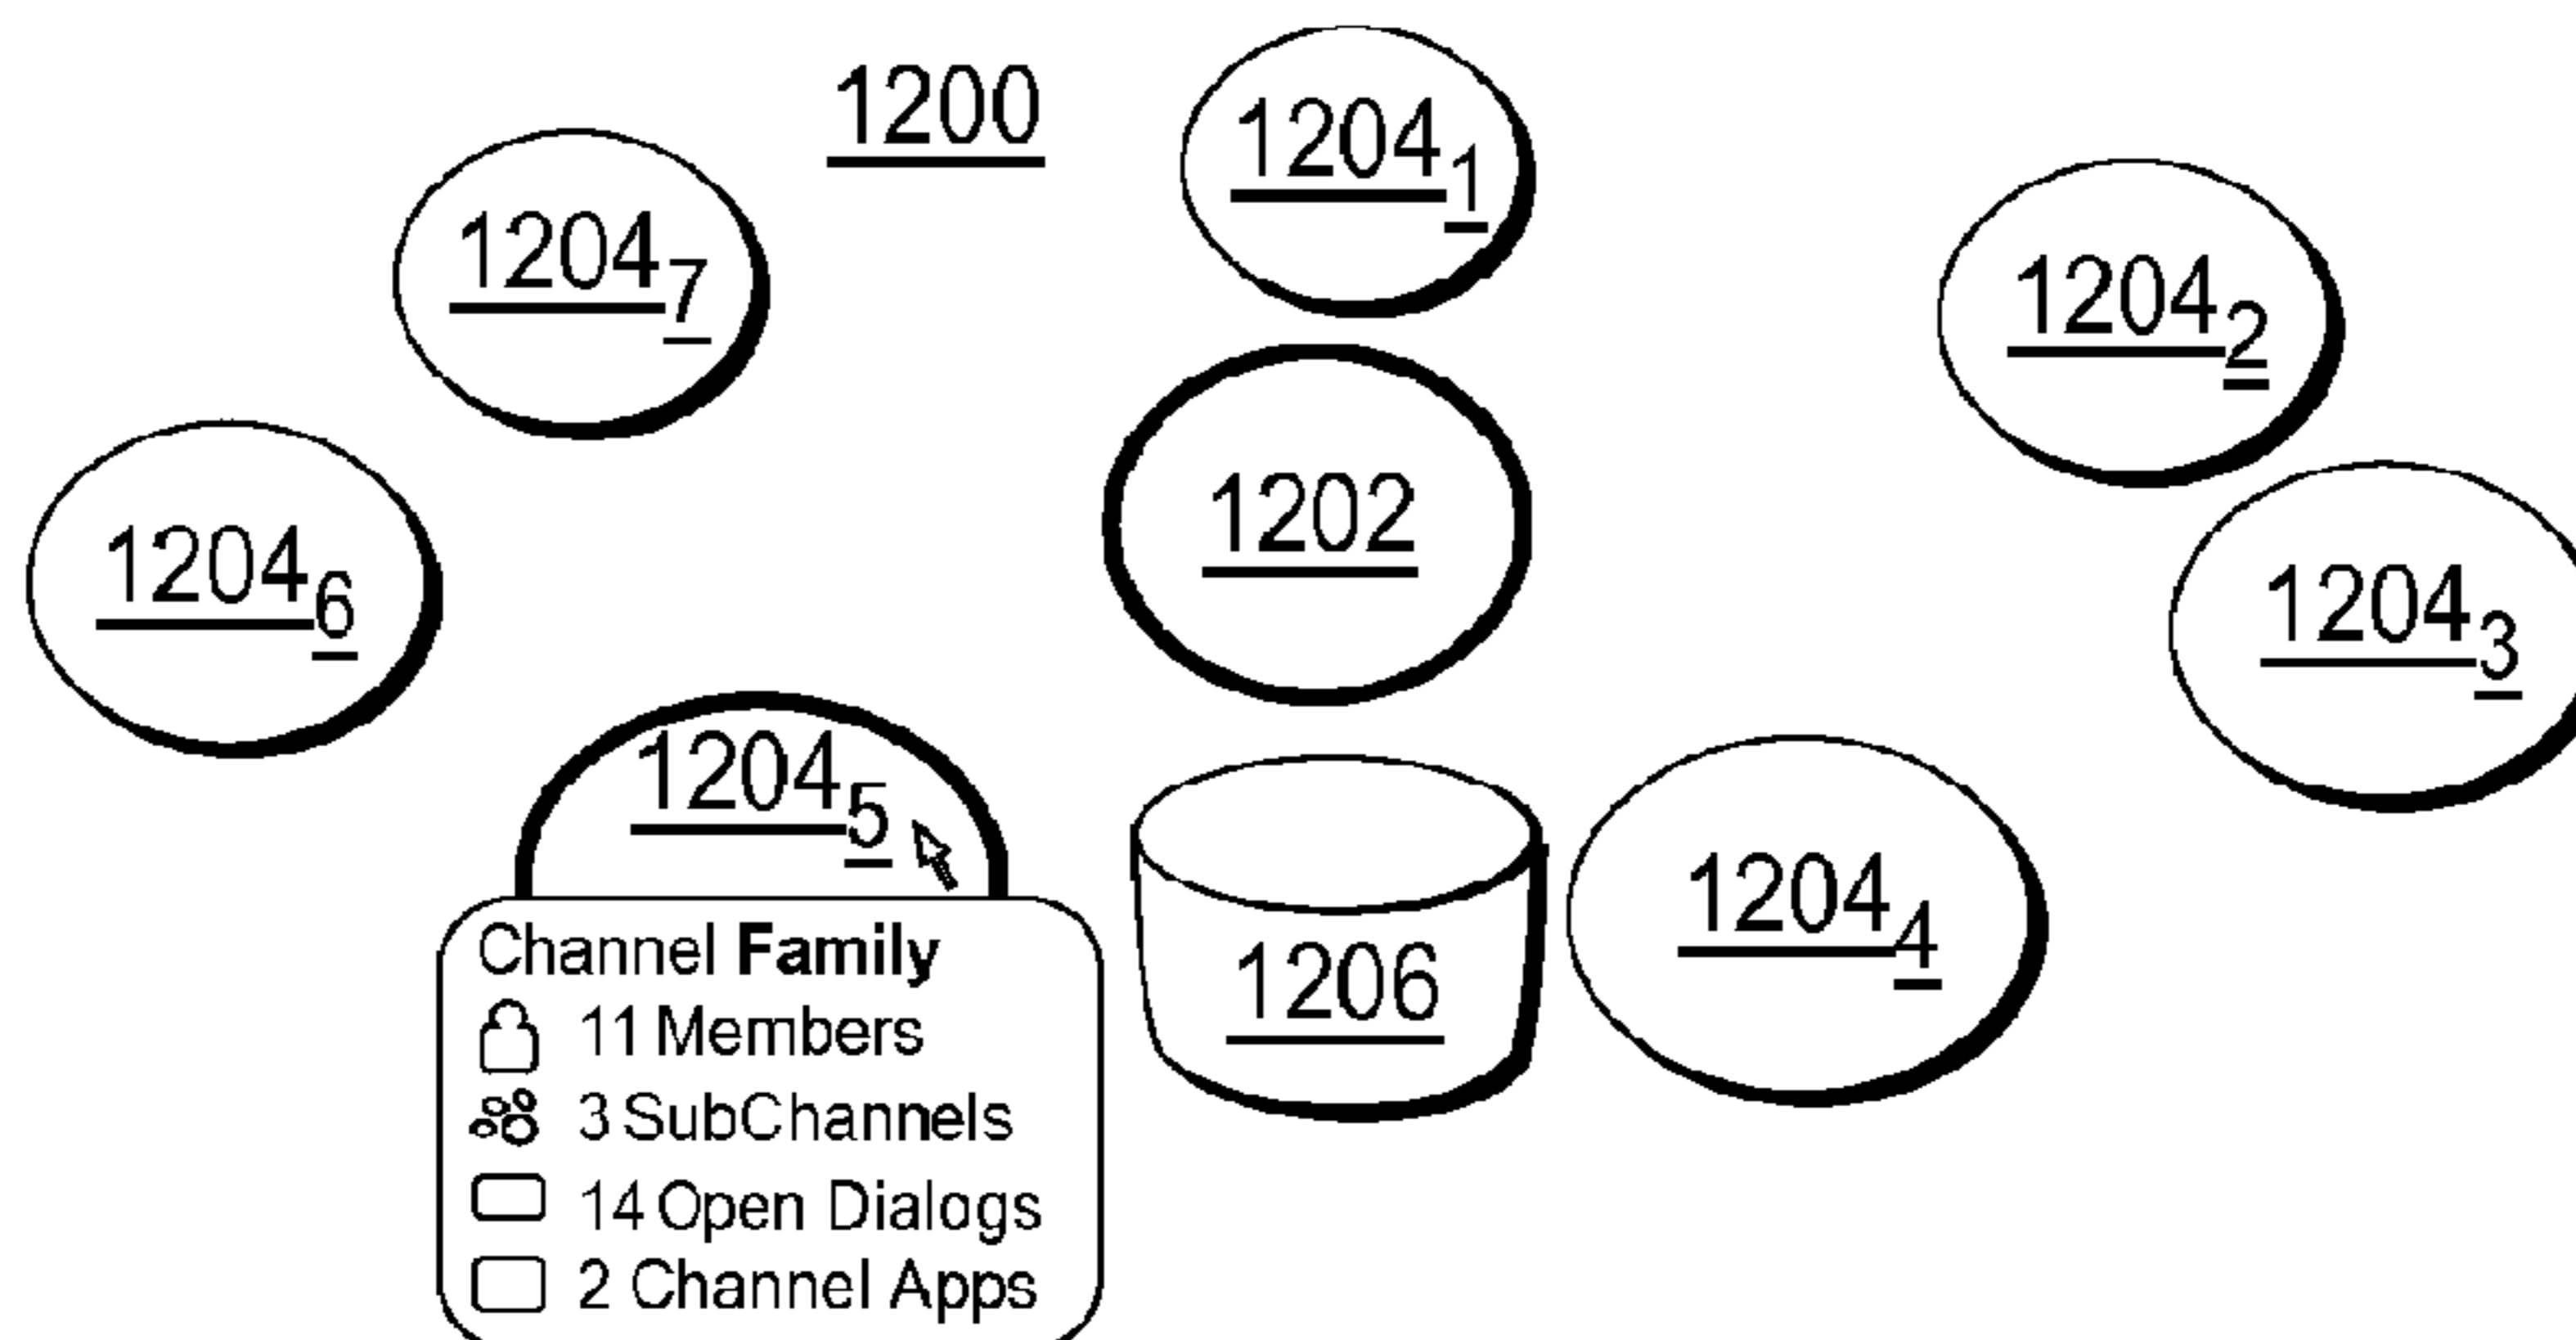 1200
1204₁
1204₇
1204₂
1202
1204₆
1204₃
1204₅
1204₄
1206
Channel Family
11 Members
3 SubChannels
14 Open Dialogs
2 Channel Apps